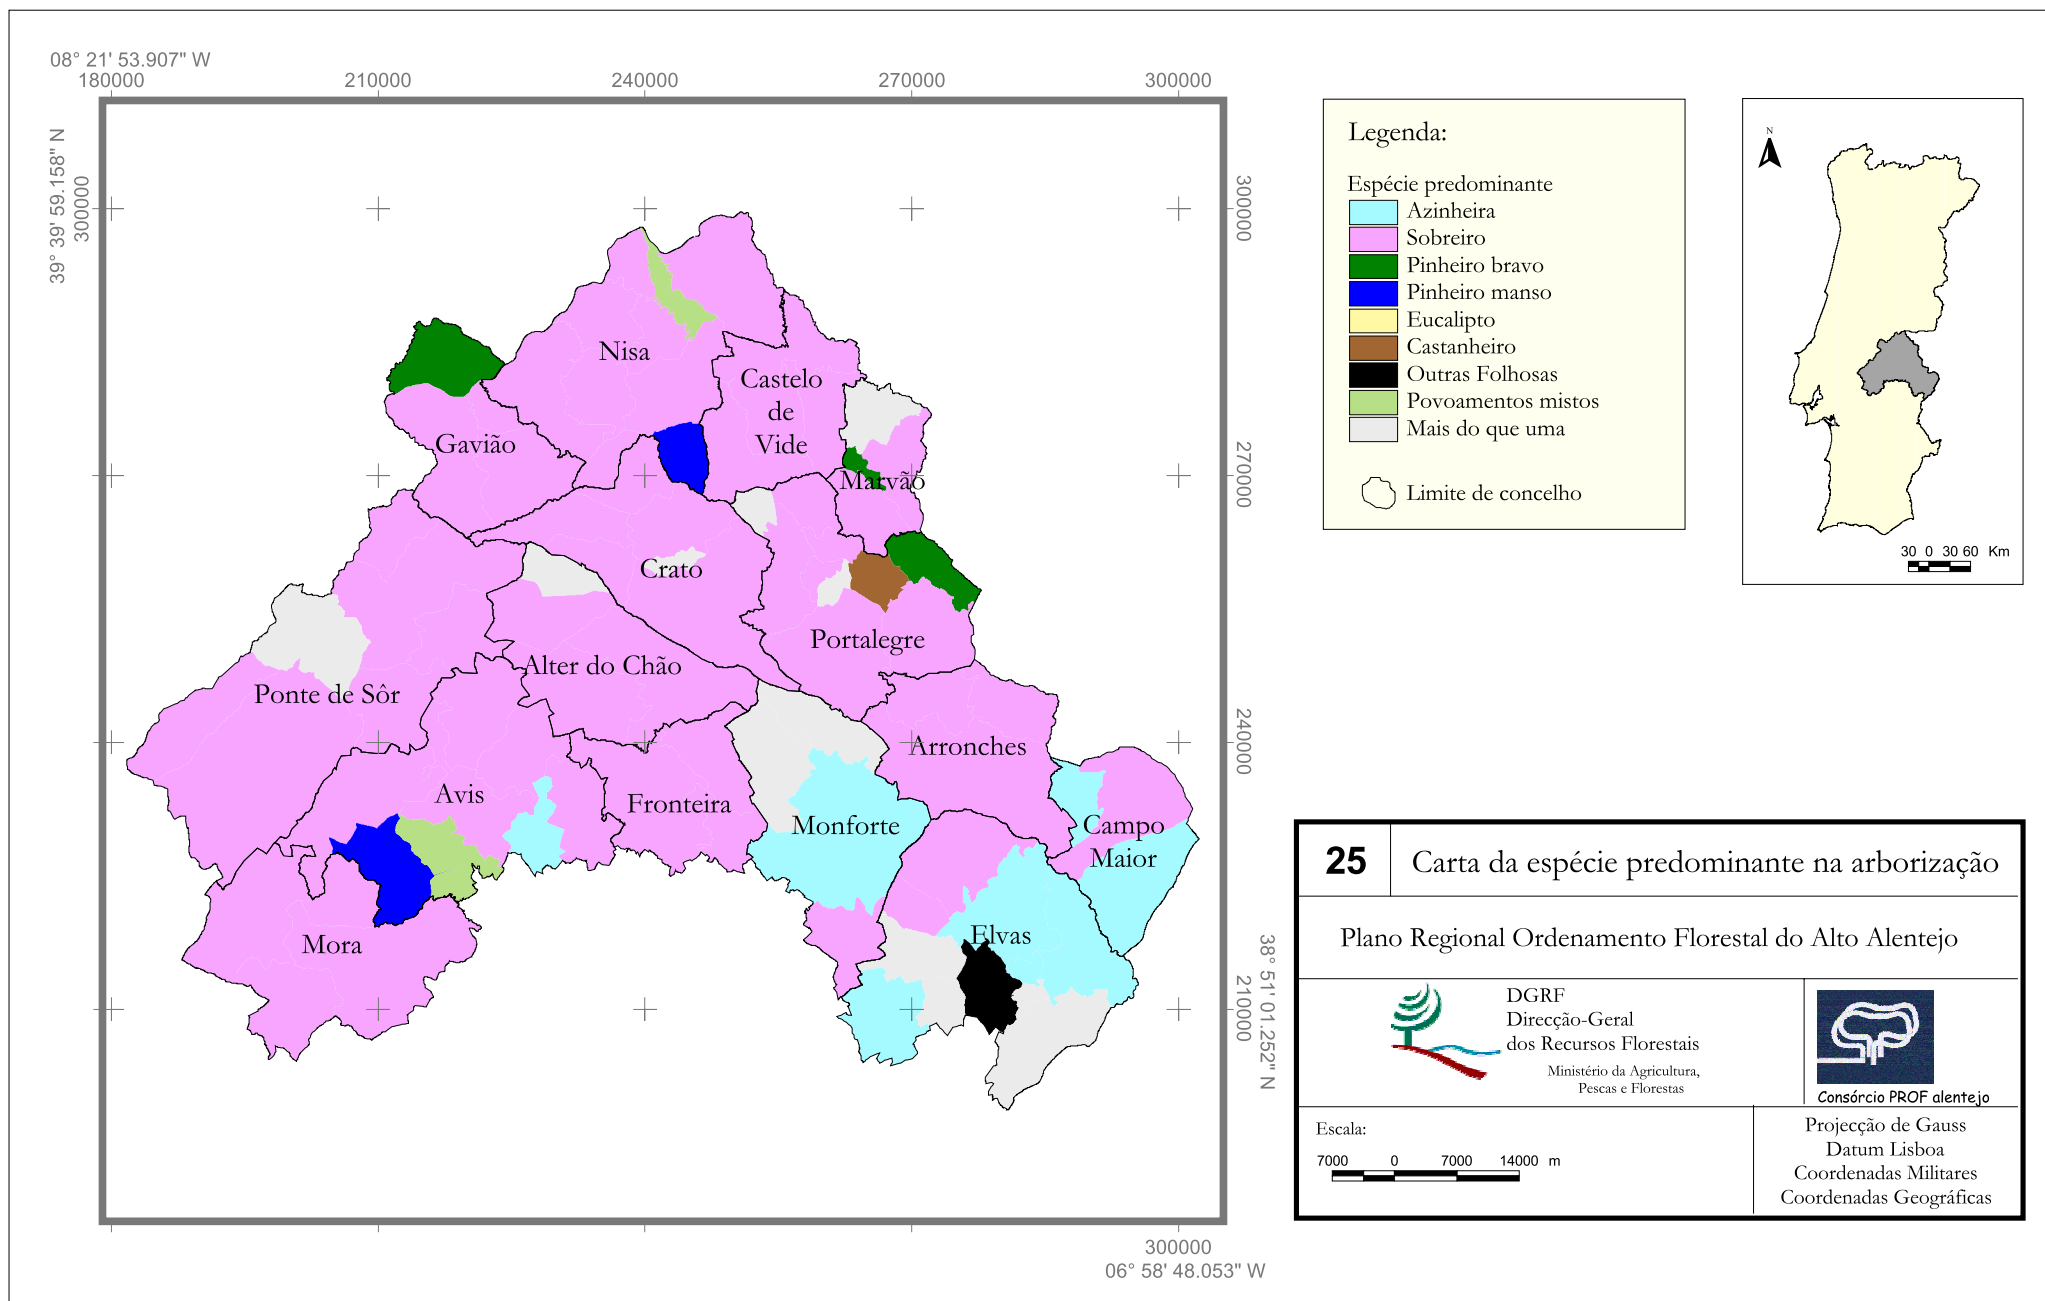 08° 21' 53.907" W
180000
210000
240000
270000
300000
39° 39' 59.158" N
300000
300000
270000
240000
210000
38° 51' 01.252" N
300000
06° 58' 48.053" W
Nisa
Castelo
de
Vide
Gavião
Marvão
Crato
Portalegre
Alter do Chão
Ponte de Sôr
Arronches
Avis
Fronteira
Monforte
Campo
Maior
Elvas
Mora
Legenda:
Espécie predominante
Azinheira
Sobreiro
Pinheiro bravo
Pinheiro manso
Eucalipto
Castanheiro
Outras Folhosas
Povoamentos mistos
Mais do que uma
Limite de concelho
N
30 0 30 60 Km
25
Carta da espécie predominante na arborização
Plano Regional Ordenamento Florestal do Alto Alentejo
DGRF
Direcção-Geral
dos Recursos Florestais
Ministério da Agricultura,
Pescas e Florestas
Consórcio PROF alentejo
Escala:
7000 0 7000 14000 m
Projecção de Gauss
Datum Lisboa
Coordenadas Militares
Coordenadas Geográficas